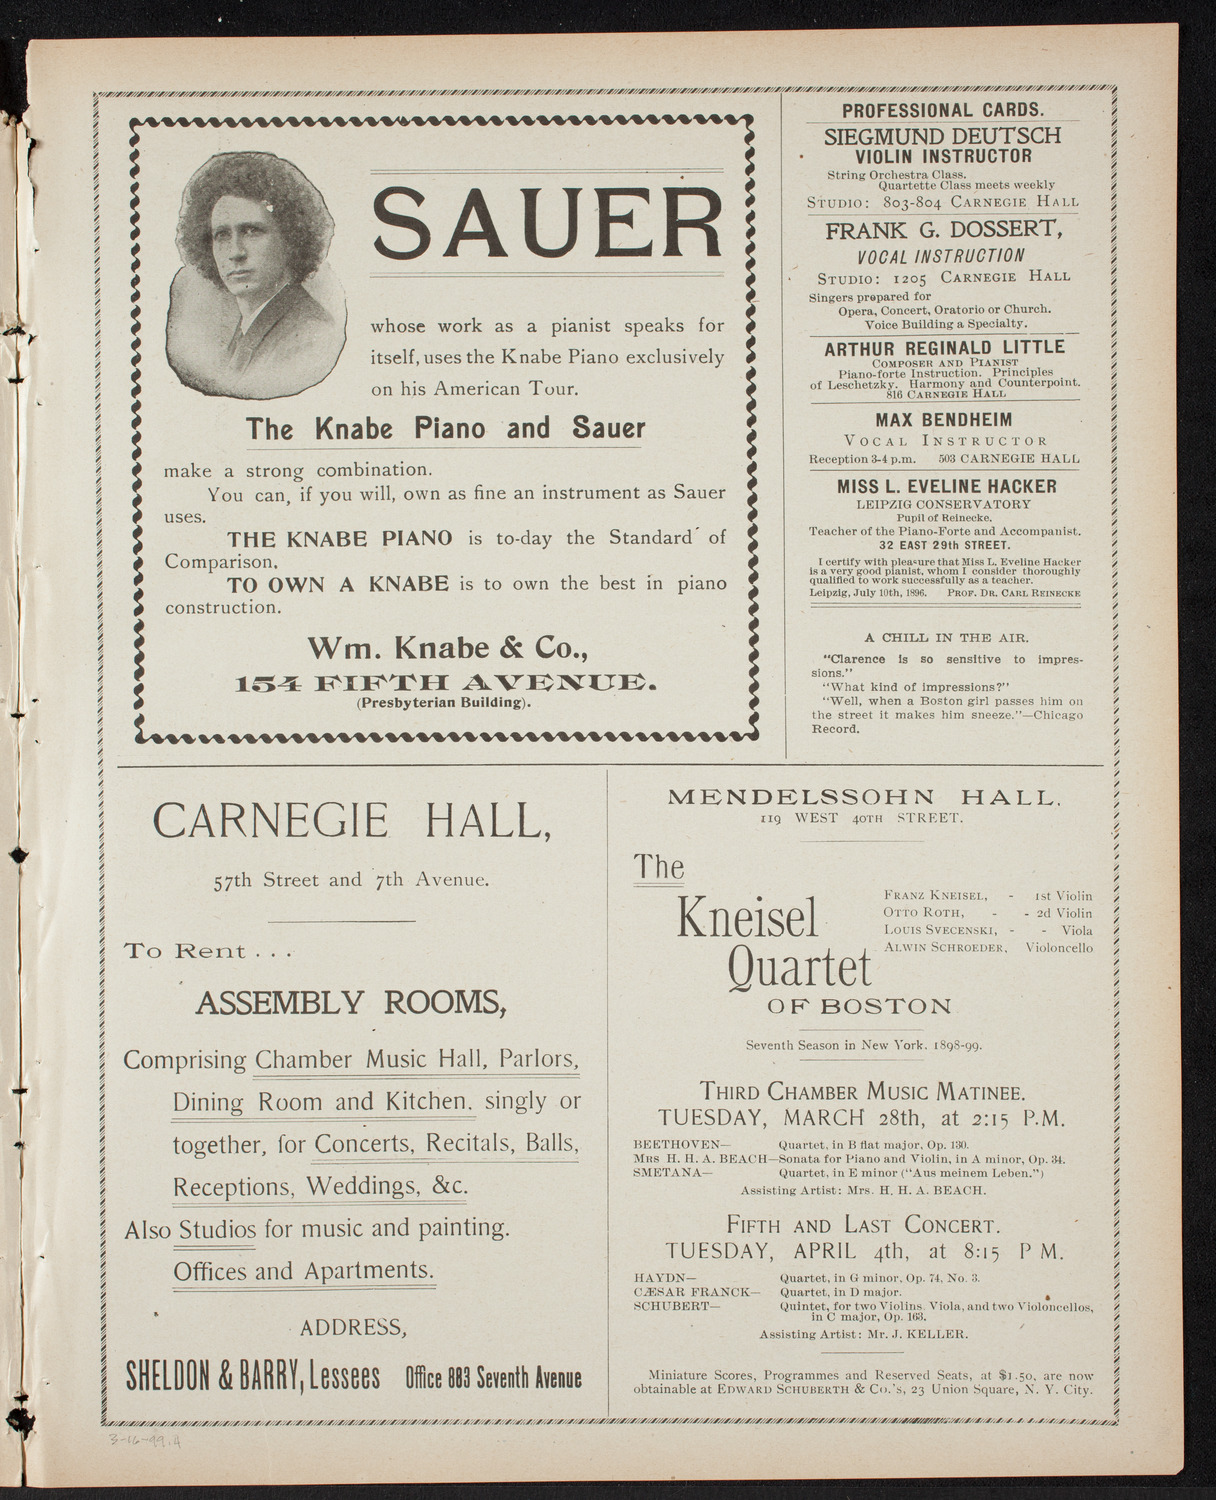 SAUER
whose work as a pianist speaks for
itself, uses the Knabe Piano exclusively
on his American Tour.
The Knabe Piano and Sauer
make a strong combination.
You can, if you will, own as fine an instrument as Sauer
uses.
THE KNABE PIANO is to-day the Standard of
Comparison,
TO OWN A KNABE is to own the best in piano
construction.
Wm. Knabe & Co.,
154 FIFTH AVENUE.
(Presbyterian Building).
PROFESSIONAL CARDS.
SIEGMUND DEUTSCH
VIOLIN INSTRUCTOR
String Orchestra Class.
Quartette Class meets weekly
STUDIO: 803-804 CARNEGIE HALL
FRANK G. DOSSERT,
VOCAL INSTRUCTION
STUDIO: 1205 CARNEGIE HALL
Singers prepared for
Opera, Concert, Oratorio or Church.
Voice Building a Specialty.
ARTHUR REGINALD LITTLE
COMPOSER AND PIANIST
Piano-forte Instruction. Principles
of Leschetzky. Harmony and Counterpoint.
816 CARNEGIE HALL
MAX BENDHEIM
VOCAL INSTRUCTOR
Reception 3-4 p.m. 503 CARNEGIE HALL
MISS L. EVELINE HACKER
LEIPZIG CONSERVATORY
Pupil of Reinecke.
Teacher of the Piano-Forte and Accompanist.
32 EAST 29th STREET.
I certify with pleasure that Miss L. Eveline Hacker
is a very good pianist, whom I consider thoroughly
qualified to work successfully as a teacher.
Leipzig, July 10th, 1896. PROF. DR. CARL REINECKE
A CHILL IN THE AIR.
"Clarence is so sensitive to impres-
sions."
"What kind of impressions?"
"Well, when a Boston girl passes him on
the street it makes him sneeze."—Chicago
Record.
CARNEGIE HALL,
57th Street and 7th Avenue.
To Rent . . .
ASSEMBLY ROOMS,
Comprising Chamber Music Hall, Parlors,
Dining Room and Kitchen, singly or
together, for Concerts, Recitals, Balls,
Receptions, Weddings, &c.
Also Studios for music and painting.
Offices and Apartments.
ADDRESS,
SHELDON & BARRY, Lessees Office 883 Seventh Avenue
MENDELSSOHN HALL,
119 WEST 40TH STREET.
The
Kneisel
Quartet
OF BOSTON
FRANZ KNEISEL, - 1st Violin
OTTO ROTH, - - 2d Violin
LOUIS SVECENSKI, - - Viola
ALWIN SCHROEDER, Violoncello
Seventh Season in New York. 1898-99.
THIRD CHAMBER MUSIC MATINEE.
TUESDAY, MARCH 28th, at 2:15 P.M.
BEETHOVEN— Quartet, in B flat major, Op. 130.
MRS H. H. A. BEACH—Sonata for Piano and Violin, in A minor, Op. 34.
SMETANA— Quartet, in E minor ("Aus meinem Leben.")
Assisting Artist: Mrs. H. H. A. BEACH.
FIFTH AND LAST CONCERT.
TUESDAY, APRIL 4th, at 8:15 P M.
HAYDN— Quartet, in G minor, Op. 74, No. 3.
CÆSAR FRANCK— Quartet, in D major.
SCHUBERT— Quintet, for two Violins, Viola, and two Violoncellos,
in C major, Op. 163.
Assisting Artist: Mr. J. KELLER.
Miniature Scores, Programmes and Reserved Seats, at $1.50, are now
obtainable at EDWARD SCHUBERTH & CO.'S, 23 Union Square, N. Y. City.